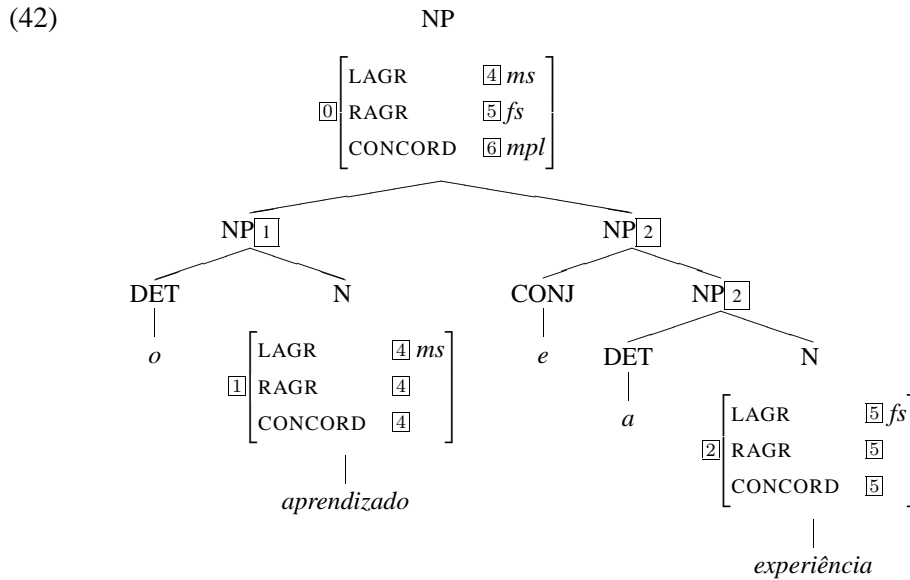 (42) NP
LAGR 4 ms
0 RAGR 5 fs
CONCORD 6 mpl
NP 1 NP 2
DET N CONJ NP 2
o e DET N
LAGR 4 ms
1 RAGR 4
CONCORD 4
a
LAGR 5 fs
2 RAGR 5
CONCORD 5
aprendizado
experiência